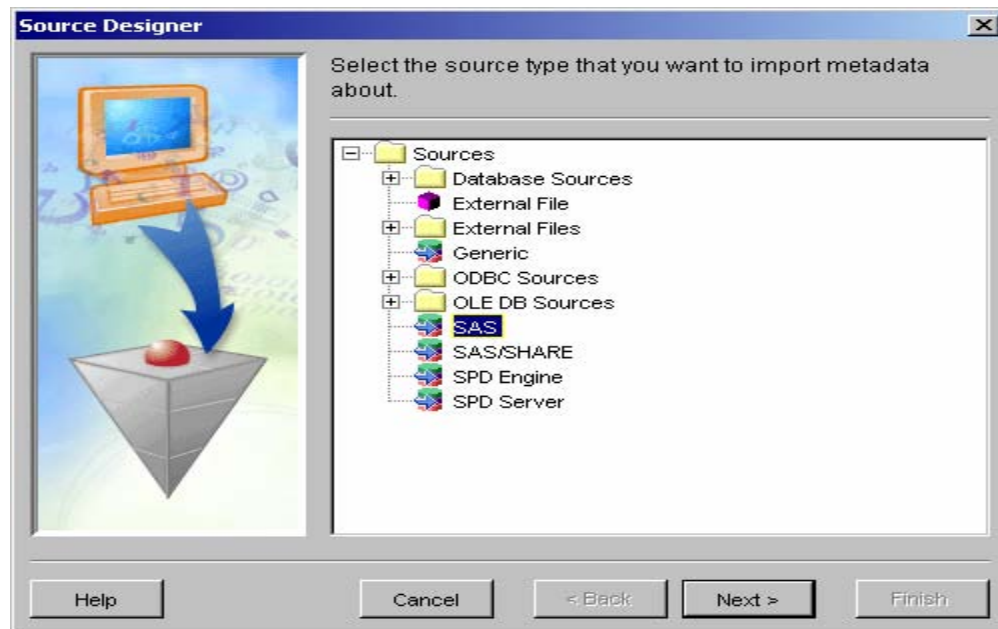 Source Designer
Select the source type that you want to import metadata
about.
Sources
Database Sources
External File
External Files
Generic
ODBC Sources
OLE DB Sources
SAS
SAS/SHARE
SPD Engine
SPD Server
Help
Cancel
< Back
Next >
Finish